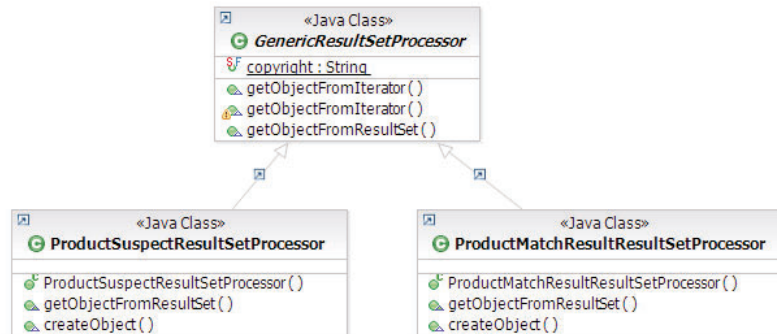 «Java Class»
C GenericResultSetProcessor
S F copyright : String
getObjectFromIterator ( )
getObjectFromIterator ( )
getObjectFromResultSet ( )
«Java Class»
C ProductSuspectResultSetProcessor
C ProductSuspectResultSetProcessor ( )
getObjectFromResultSet ( )
createObject ( )
«Java Class»
C ProductMatchResultResultSetProcessor
C ProductMatchResultResultSetProcessor ( )
getObjectFromResultSet ( )
createObject ( )